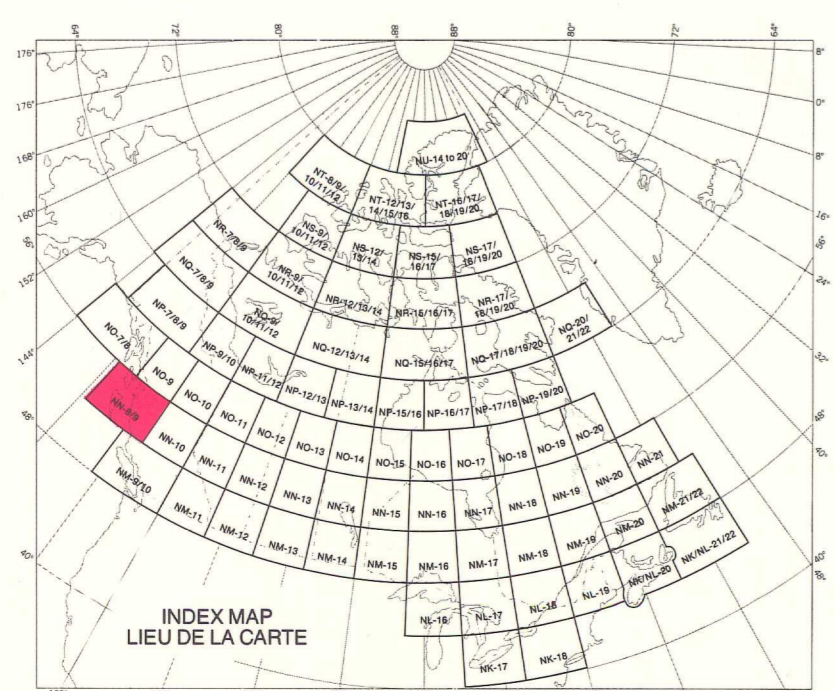 64° 72° 80° 88° 88° 80° 72° 64°
176° 8°
176° 0°
168° 8°
160° 16°
56° 56°
152° 24°
144° 32°
48° 40°
40° 48°
NU-14 to 20
NT-8/9/
10/11/12
NT-12/13/
14/15/16
NT-16/17/
18/19/20
NS-9/
10/11/12
NS-12/
13/14
NS-15/
16/17
NS-17/
18/19/20
NR-7/8/9
NR-9/
10/11/12
NR-12/13/14
NR-15/16/17
NR-17/
18/19/20
NQ-7/8/9
NQ-9/
10/11/12
NQ-12/13/14
NQ-15/16/17
NQ-17/18/19/20
NQ-20/
21/22
NP-7/8/9
NP-9/10
NP-11/12
NP-12/13
NP-13/14
NP-15/16
NP-16/17
NP-17/18
NP-19/20
NO-7/8
NO-9
NO-10
NO-11
NO-12
NO-13
NO-14
NO-15
NO-16
NO-17
NO-18
NO-19
NO-20
NN-8/9
NN-10
NN-11
NN-12
NN-13
NN-14
NN-15
NN-16
NN-17
NN-18
NN-19
NN-20
NN-21
NM-9/10
NM-11
NM-12
NM-13
NM-14
NM-15
NM-16
NM-17
NM-18
NM-19
NM-20
NM-21/22
NL-16
NL-17
NL-18
NL-19
NK/NL-20
NK/NL-21/22
NK-17
NK-18
INDEX MAP
LIEU DE LA CARTE